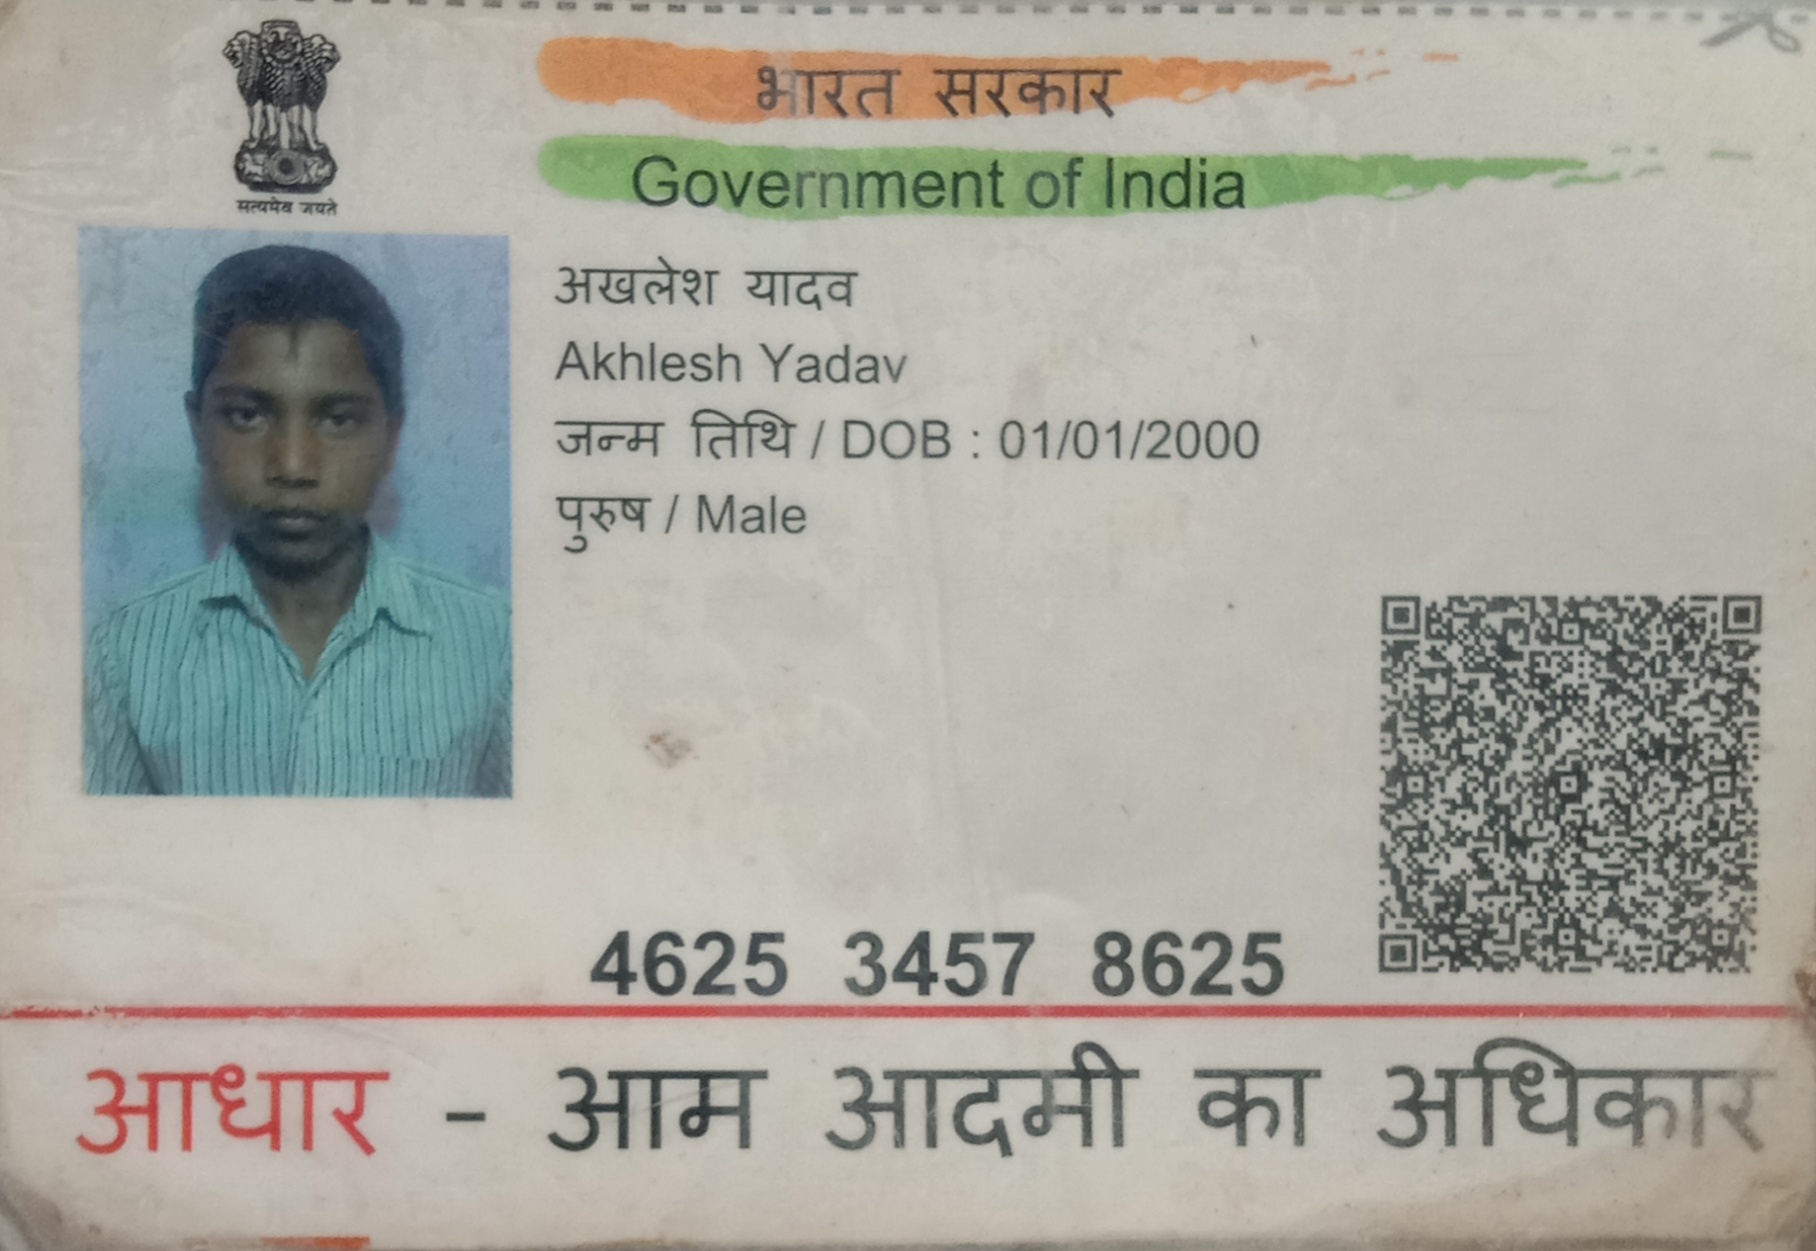 भारत सरकार
Government of India
सत्यमेव जयते
अखलेश यादव
Akhlesh Yadav
जन्म तिथि / DOB : 01/01/2000
पुरुष / Male
4625 3457 8625
आधार - आम आदमी का अधिकार